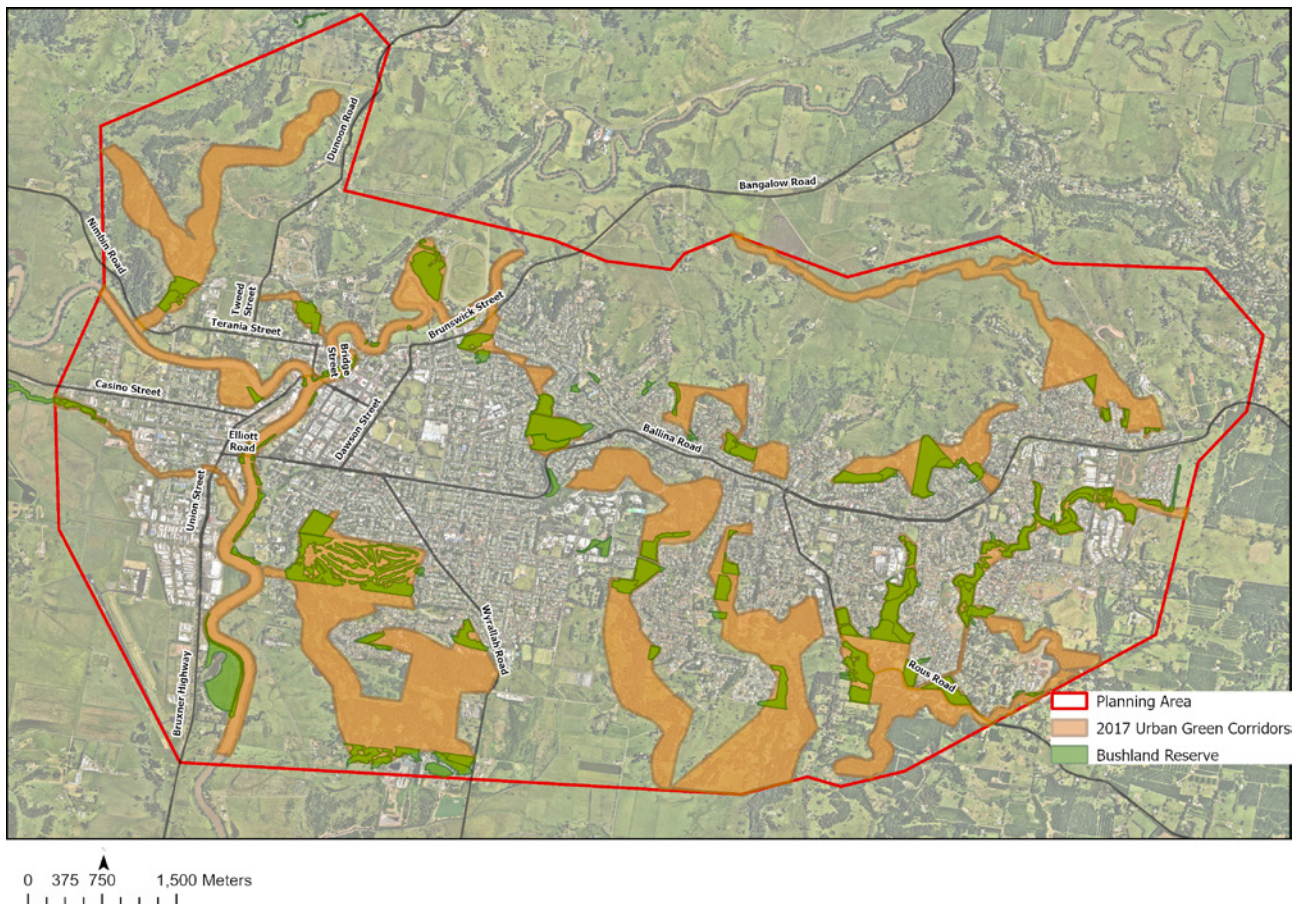 Dunoon Road
Bangalow Road
Nimbin Road
Tweed
Street
Terania Street
Brunswick Street
Bridge
Street
Casino Street
Dawson Street
Elliott
Road
Ballina Road
Union Street
Wyrallah Road
Rous Road
Bruxner Highway
Planning Area
2017 Urban Green Corridors
Bushland Reserve
0 375 750 1,500 Meters